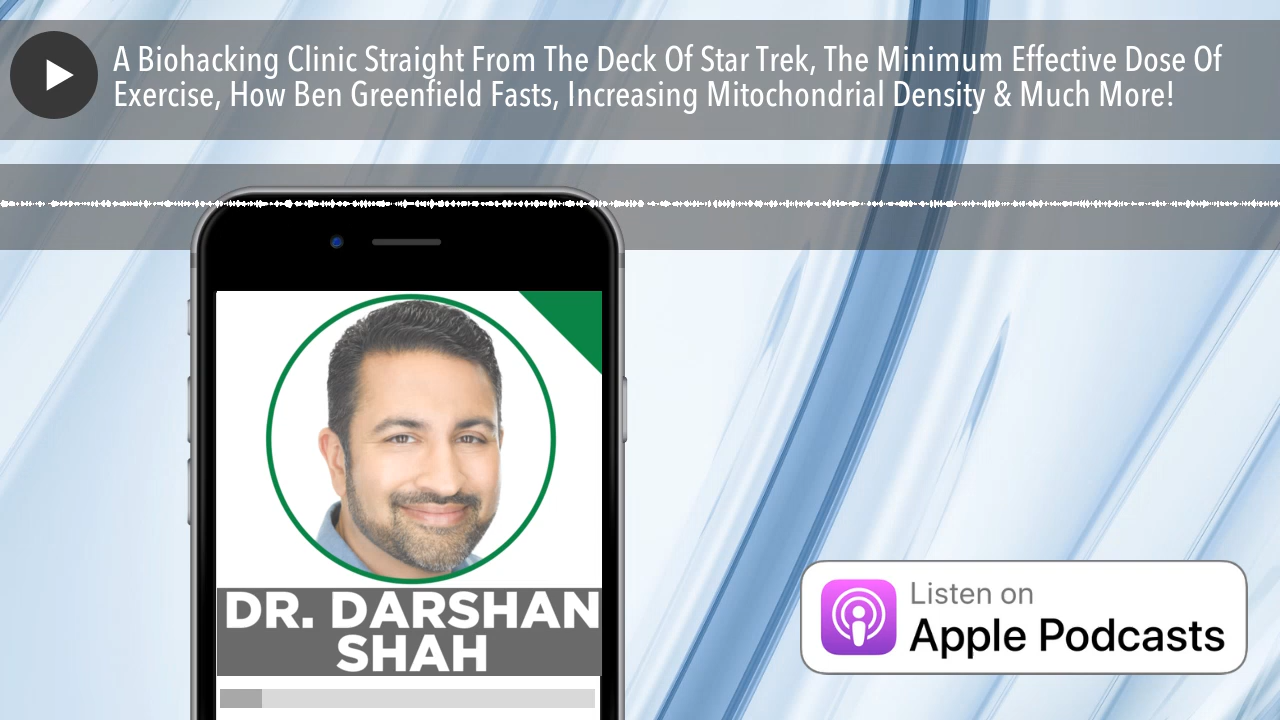 A Biohacking Clinic Straight From The Deck Of Star Trek, The Minimum Effective Dose Of
Exercise, How Ben Greenfield Fasts, Increasing Mitochondrial Density & Much More!
DR. DARSHAN
SHAH
Listen on
Apple Podcasts